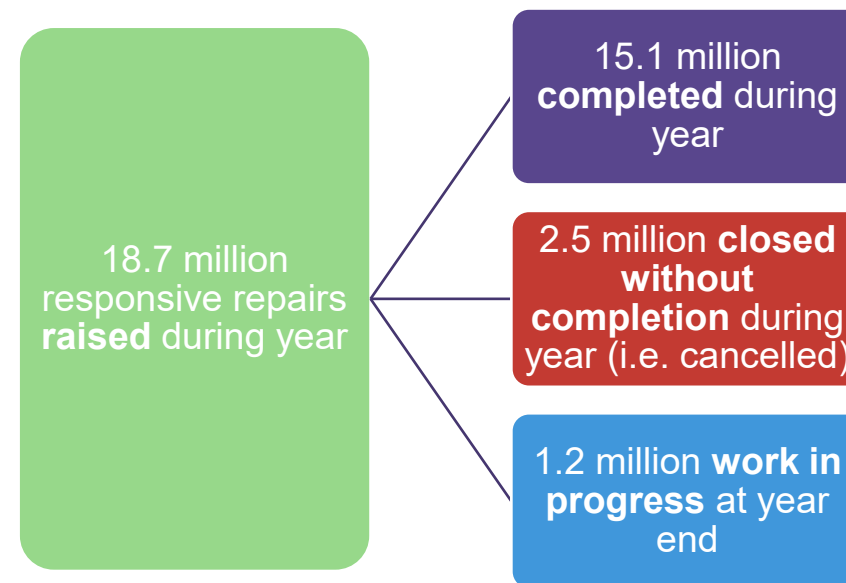 18.7 million
responsive repairs
raised during year
15.1 million
completed during
year
2.5 million closed
without
completion during
year (i.e. cancelled)
1.2 million work in
progress at year
end